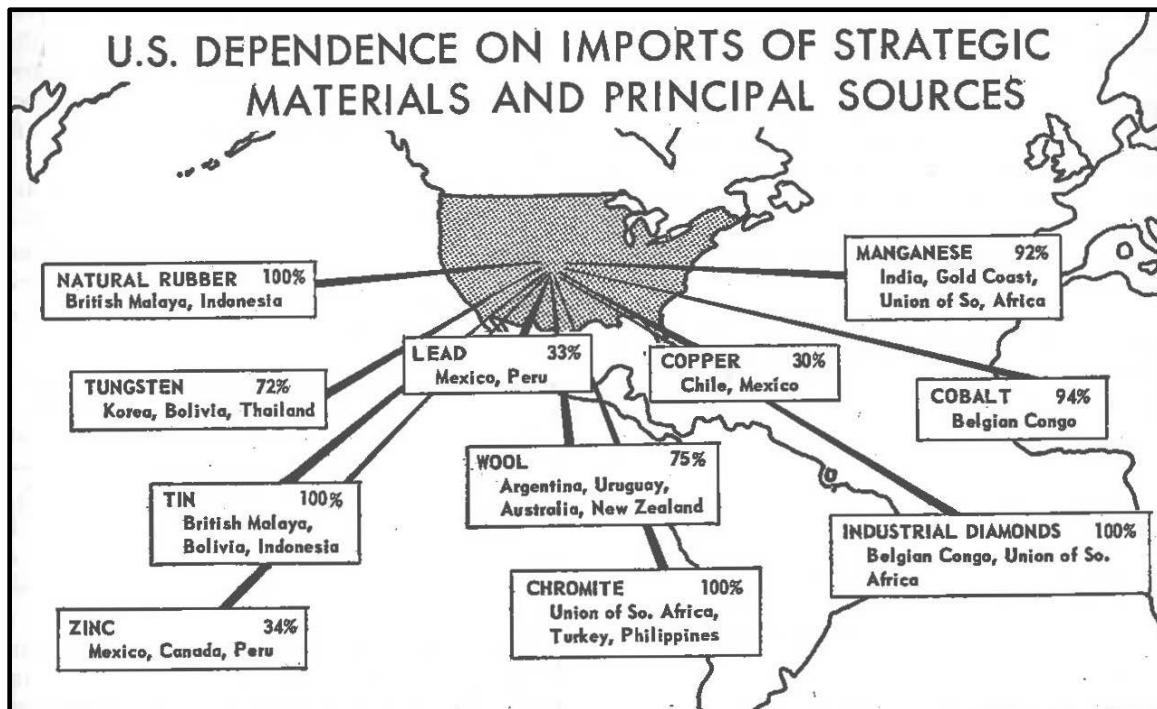 U.S. DEPENDENCE ON IMPORTS OF STRATEGIC
MATERIALS AND PRINCIPAL SOURCES
NATURAL RUBBER 100%
British Malaya, Indonesia
MANGANESE 92%
India, Gold Coast,
Union of So, Africa
LEAD 33%
Mexico, Peru
COPPER 30%
Chile, Mexico
TUNGSTEN 72%
Korea, Bolivia, Thailand
COBALT 94%
Belgian Congo
WOOL 75%
Argentina, Uruguay,
Australia, New Zealand
TIN 100%
British Malaya,
Bolivia, Indonesia
INDUSTRIAL DIAMONDS 100%
Belgian Congo, Union of So.
Africa
CHROMITE 100%
Union of So. Africa,
Turkey, Philippines
ZINC 34%
Mexico, Canada, Peru